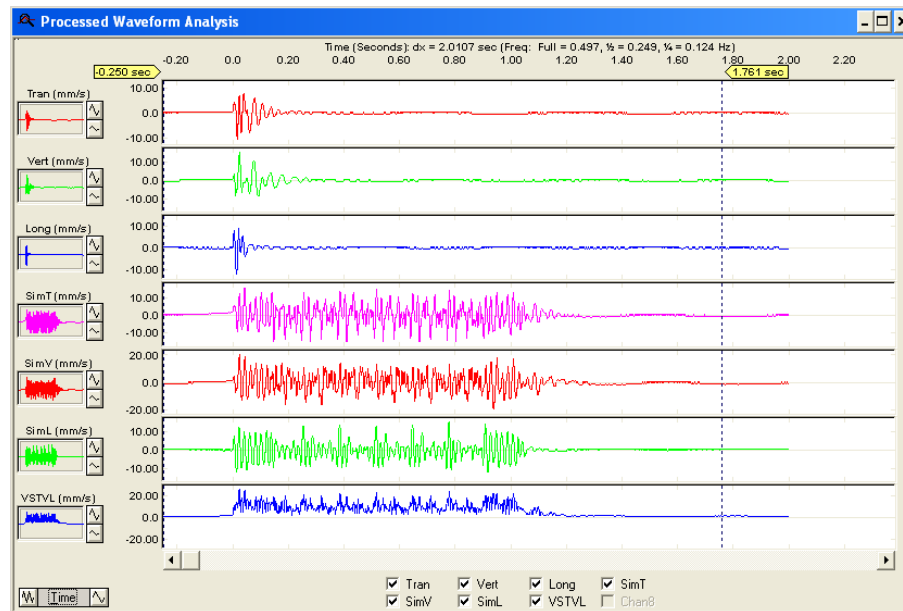 Processed Waveform Analysis
Time (Seconds): dx = 2.0107 sec (Freq: Full = 0.497, ½ = 0.249, ¼ = 0.124 Hz)
0.0 0.20 0.40 0.60 0.80 1.00 1.20 1.40 1.60 1.80 2.00 2.20
-0.250 sec 1.761 sec
Tran (mm/s)
10.00
0.0
-10.00
Vert (mm/s)
10.00
0.0
-10.00
Long (mm/s)
10.00
0.0
-10.00
SimT (mm/s)
10.00
0.0
-10.00
SimV (mm/s)
20.00
0.0
-20.00
SimL (mm/s)
10.00
0.0
-10.00
VSTVL (mm/s)
20.00
0.0
-20.00
Time
Tran Vert Long SimT
SimV SimL VSTVL Chan8